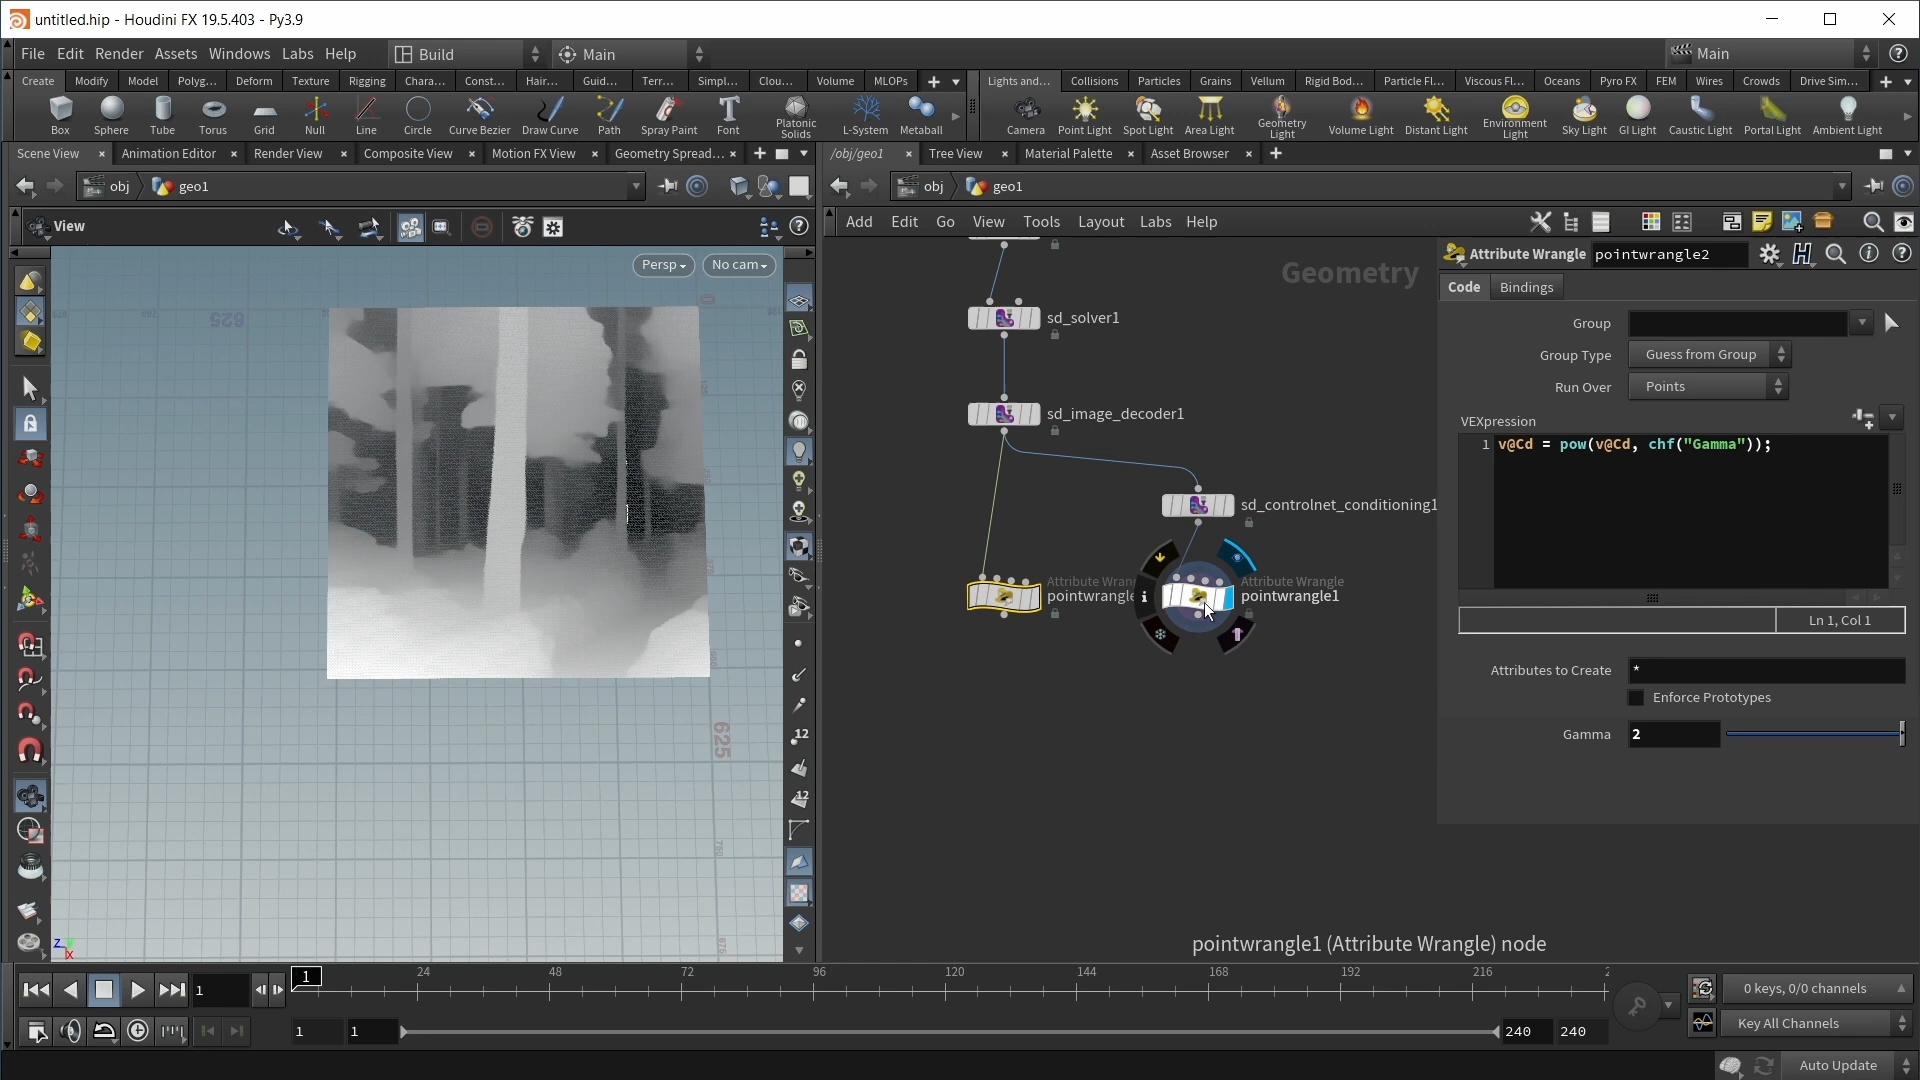 untitled.hip - Houdini FX 19.5.403 - Py3.9
File Edit Render Assets Windows Labs Help Build Main Main
Create Modify Model Polyg... Deform Texture Rigging Chara... Const... Hair... Guid... Terr... Simpl... Clou... Volume MLOPs
Lights and... Collisions Particles Grains Vellum Rigid Bod... Particle Fl... Viscous Fl... Oceans Pyro FX FEM Wires Crowds Drive Sim...
Box Sphere Tube Torus Grid Null Line Circle Curve Bezier Draw Curve Path Spray Paint Font Platonic Solids L-System Metaball
Camera Point Light Spot Light Area Light Geometry Light Volume Light Distant Light Environment Light Sky Light GI Light Caustic Light Portal Light Ambient Light
Scene View Animation Editor Render View Composite View Motion FX View Geometry Spread...
/obj/geo1 Tree View Material Palette Asset Browser
obj geo1
obj geo1
View
Persp No cam
625
625
12
12
Add Edit Go View Tools Layout Labs Help
Geometry
sd_solver1
sd_image_decoder1
sd_controlnet_conditioning1
Attribute Wran
pointwrangle
Attribute Wrangle
pointwrangle1
pointwrangle1 (Attribute Wrangle) node
Attribute Wrangle pointwrangle2
Code Bindings
Group
Group Type Guess from Group
Run Over Points
VEXpression
1 v@Cd = pow(v@Cd, chf("Gamma"));
Ln 1, Col 1
Attributes to Create *
Enforce Prototypes
Gamma 2
Z X
1
1 24 48 72 96 120 144 168 192 216 2
1 1 240 240
0 keys, 0/0 channels
Key All Channels
Auto Update